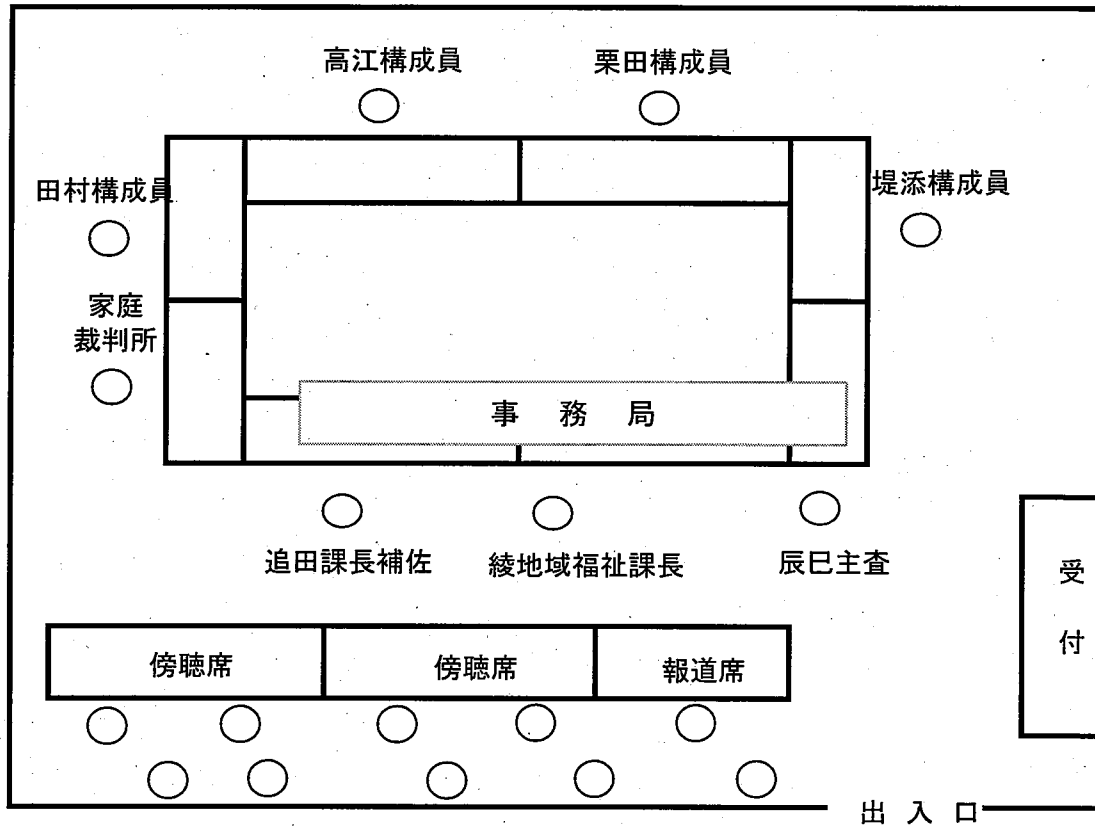 高江構成員
栗田構成員
田村構成員
堤添構成員
家庭
裁判所
事 務 局
追田課長補佐
綾地域福祉課長
辰巳主査
受
付
傍聴席
傍聴席
報道席
出 入 口